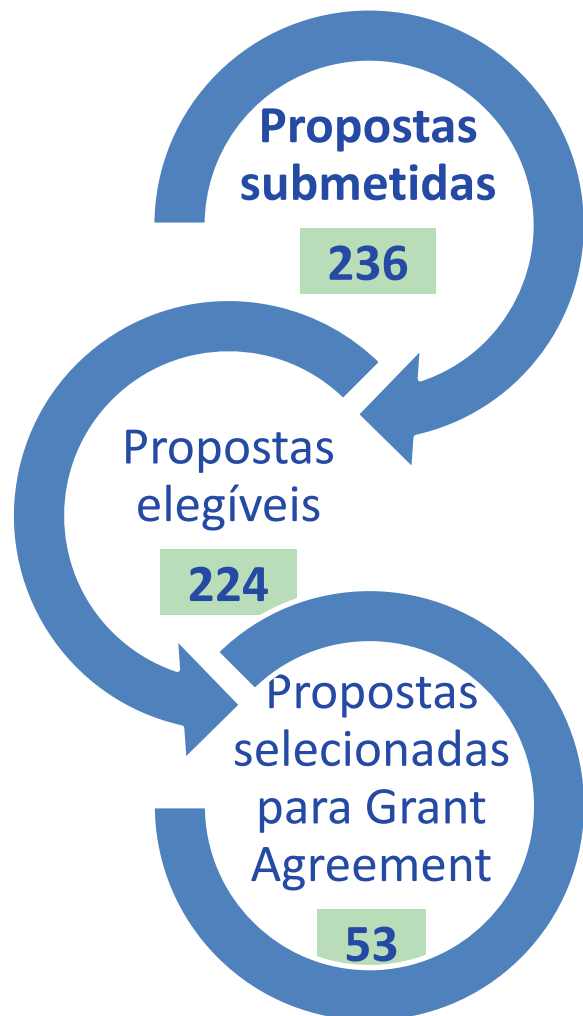 Propostas
submetidas
236
Propostas
elegíveis
224
Propostas
selecionadas
para Grant
Agreement
53